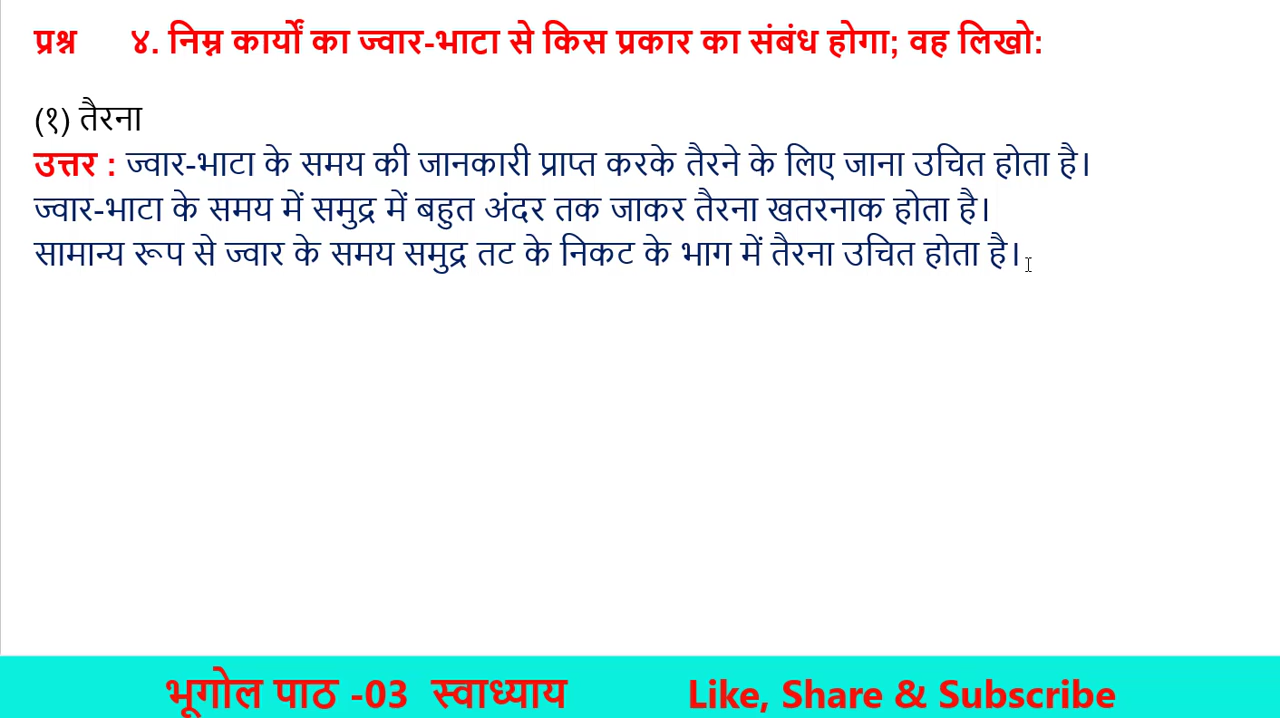 प्रश्न ४. निम्न कार्यों का ज्वार-भाटा से किस प्रकार का संबंध होगा; वह लिखो:
(१) तैरना
उत्तर : ज्वार-भाटा के समय की जानकारी प्राप्त करके तैरने के लिए जाना उचित होता है।
ज्वार-भाटा के समय में समुद्र में बहुत अंदर तक जाकर तैरना खतरनाक होता है।
सामान्य रूप से ज्वार के समय समुद्र तट के निकट के भाग में तैरना उचित होता है।
भूगोल पाठ -03 स्वाध्याय Like, Share & Subscribe